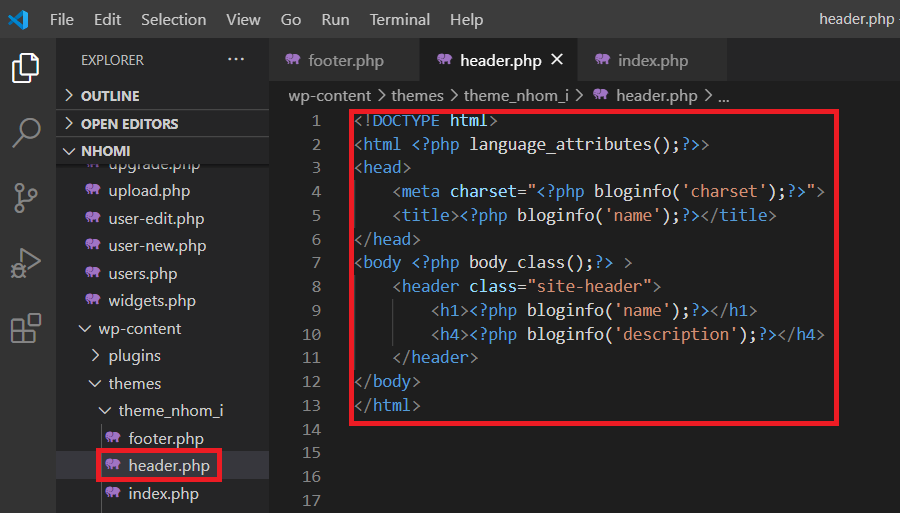 File Edit Selection View Go Run Terminal Help header.php -
EXPLORER ...
footer.php header.php index.php
OUTLINE
OPEN EDITORS
NHOMI
upgrade.php
upload.php
user-edit.php
user-new.php
users.php
widgets.php
wp-content
plugins
themes
theme_nhom_i
footer.php
header.php
index.php
wp-content > themes > theme_nhom_i > header.php > ...
1 <!DOCTYPE html>
2 <html <?php language_attributes();?>>
3 <head>
4     <meta charset="<?php bloginfo('charset');?>">
5     <title><?php bloginfo('name');?></title>
6 </head>
7 <body <?php body_class();?> >
8     <header class="site-header">
9         <h1><?php bloginfo('name');?></h1>
10         <h4><?php bloginfo('description');?></h4>
11     </header>
12 </body>
13 </html>
14
15
16
17